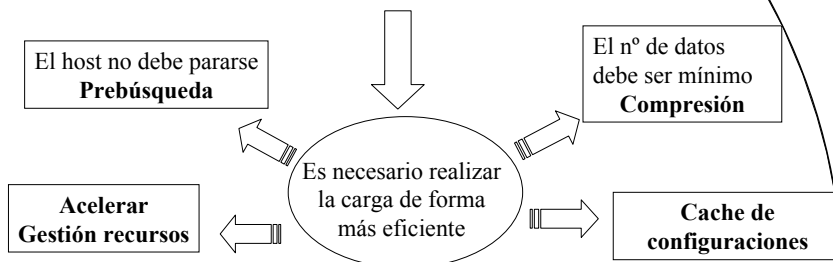 El host no debe pararse
Prebúsqueda
El nº de datos
debe ser mínimo
Compresión
Es necesario realizar
la carga de forma
más eficiente
Acelerar
Gestión recursos
Cache de
configuraciones